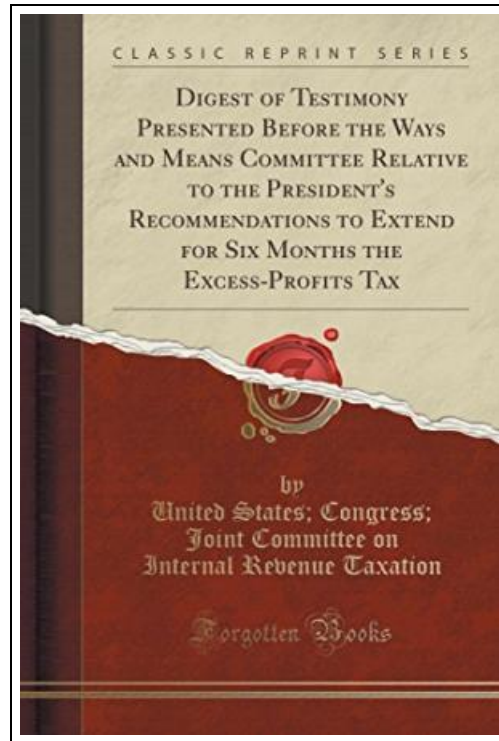 CLASSIC REPRINT SERIES
DIGEST OF TESTIMONY
PRESENTED BEFORE THE WAYS
AND MEANS COMMITTEE RELATIVE
TO THE PRESIDENT'S
RECOMMENDATIONS TO EXTEND
FOR SIX MONTHS THE
EXCESS-PROFITS TAX
by
United States; Congress;
Joint Committee on
Internal Revenue Taxation
Forgotten Books